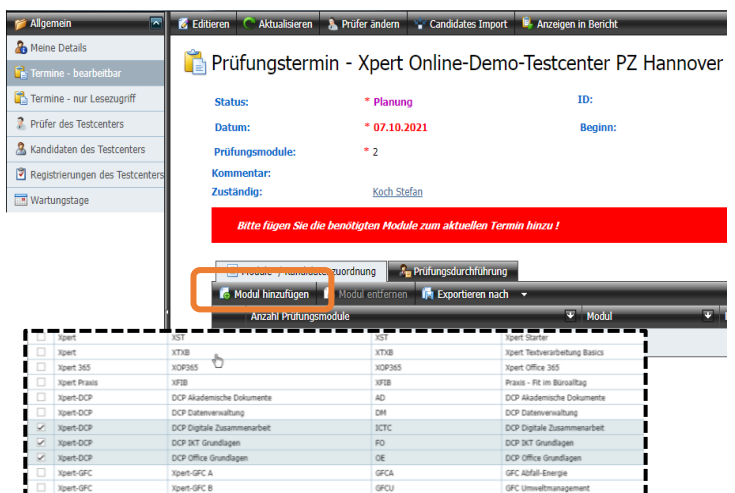 Allgemein
Meine Details
Termine - bearbeitbar
Termine - nur Lesezugriff
Prüfer des Testcenters
Kandidaten des Testcenters
Registrierungen des Testcenters
Wartungstage
Editieren Aktualisieren Prüfer ändern Candidates Import Anzeigen in Bericht
Prüfungstermin - Xpert Online-Demo-Testcenter PZ Hannover
Status: * Planung ID:
Datum: * 07.10.2021 Beginn:
Prüfungsmodule: * 2
Kommentar:
Zuständig: Koch Stefan
Bitte fügen Sie die benötigten Module zum aktuellen Termin hinzu !
Module / Kandidatenzuordnung Prüfungsdurchführung
Modul hinzufügen Modul entfernen Exportieren nach
Anzahl Prüfungsmodule Modul
Xpert XST XST Xpert Starter
Xpert XTXB XTXB Xpert Textverarbeitung Basics
Xpert 365 XOP365 XOP365 Xpert Office 365
Xpert Praxis XFIB XFIB Praxis - Fit im Büroalltag
Xpert-DCP DCP Akademische Dokumente AD DCP Akademische Dokumente
Xpert-DCP DCP Datenverwaltung DM DCP Datenverwaltung
Xpert-DCP DCP Digitale Zusammenarbeit ICTC DCP Digitale Zusammenarbeit
Xpert-DCP DCP IKT Grundlagen FO DCP IKT Grundlagen
Xpert-DCP DCP Office Grundlagen OE DCP Office Grundlagen
Xpert-GFC Xpert-GFC A GFCA GFC Abfall-Energie
Xpert-GFC Xpert-GFC B GFCU GFC Umweltmanagement